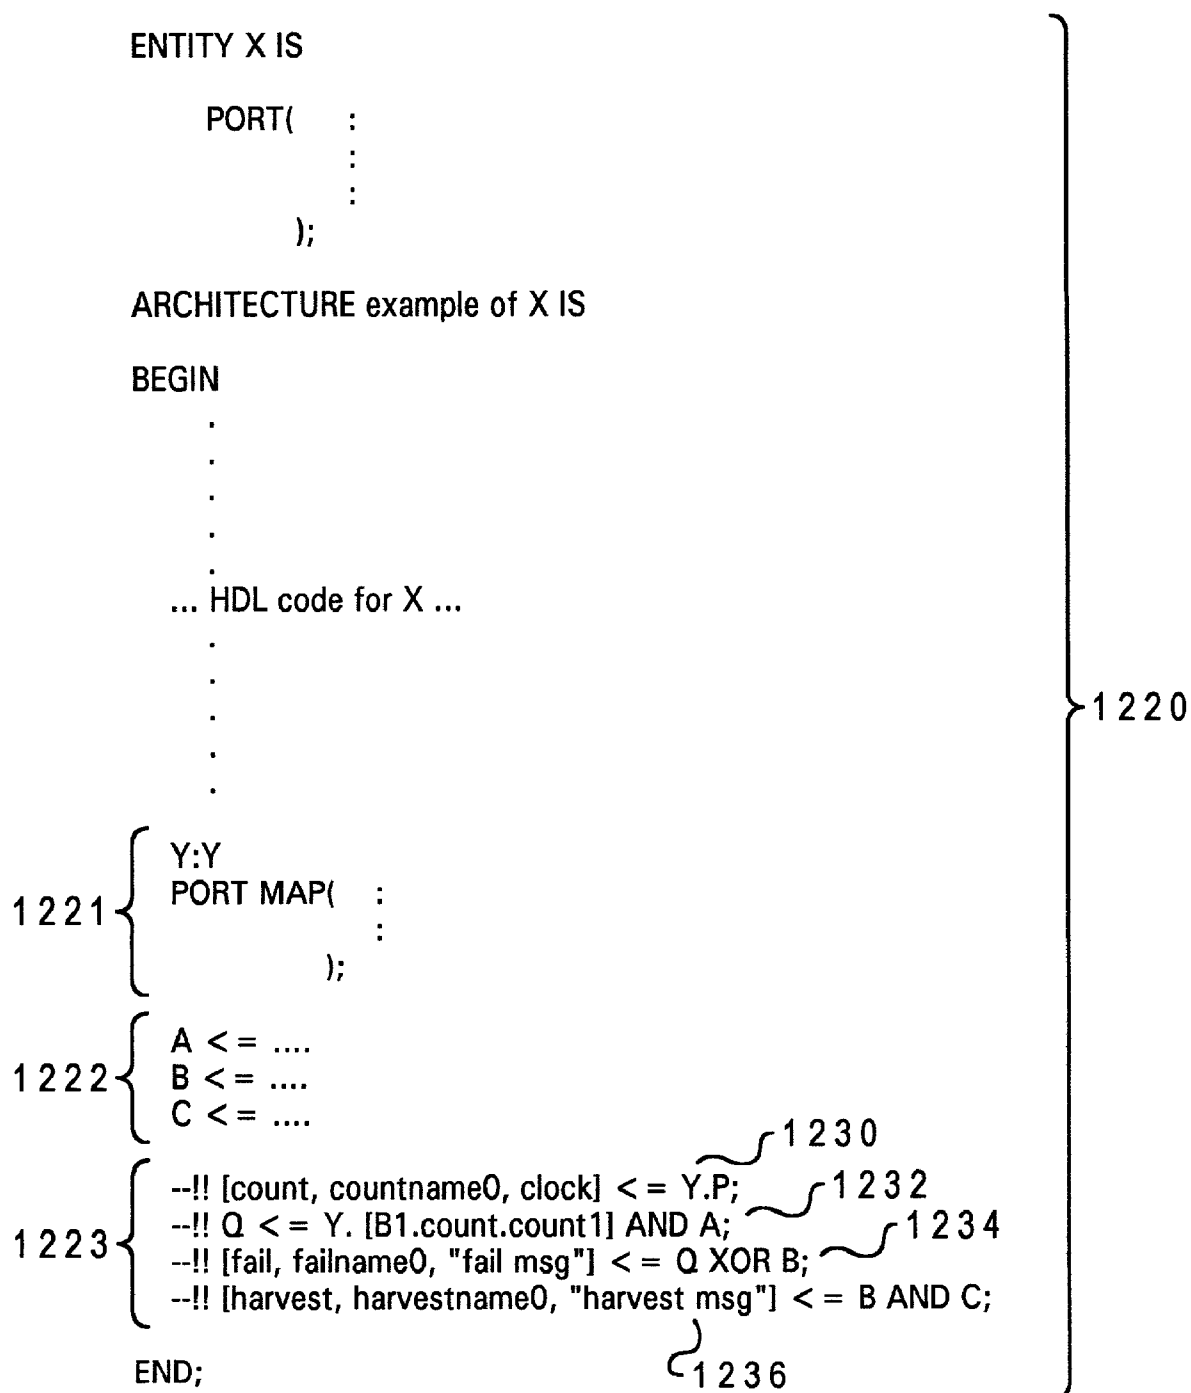 ENTITY X IS
PORT( :
:
:
);
ARCHITECTURE example of X IS
BEGIN
.
.
.
.
.
... HDL code for X ...
.
.
.
.
.
1220
Y:Y
PORT MAP( :
:
);
1221
A <= ....
B <= ....
C <= ....
1222
1230
--!! [count, countname0, clock] <= Y.P;
1232
--!! Q <= Y. [B1.count.count1] AND A;
1234
1223
--!! [fail, failname0, "fail msg"] <= Q XOR B;
--!! [harvest, harvestname0, "harvest msg"] <= B AND C;
END;
1236